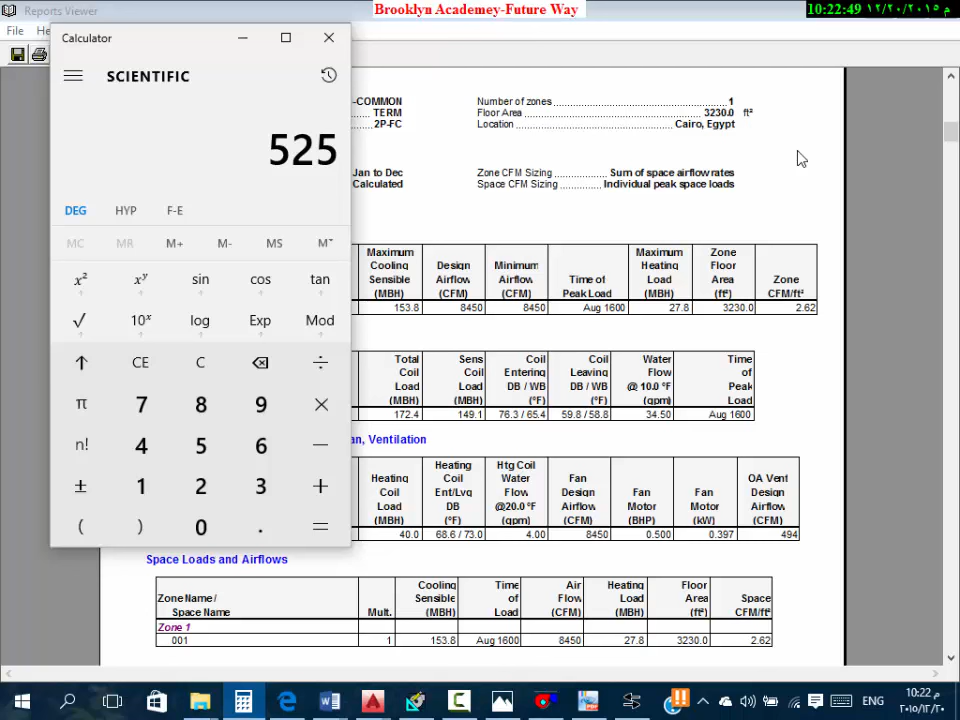 Reports Viewer
Brooklyn Academey-Future Way
10:22:49 م ١٢/٢٠/٢٠١٥
File He
Calculator
SCIENTIFIC
525
DEG HYP F-E
MC MR M+ M- MS M˅
x² xʸ sin cos tan
√ 10ˣ log Exp Mod
↑ CE C ⌫ ÷
π 7 8 9 ×
n! 4 5 6 −
± 1 2 3 +
( ) 0 . =
-COMMON Number of zones 1
TERM Floor Area 3230.0 ft²
2P-FC Location Cairo, Egypt
Jan to Dec Zone CFM Sizing Sum of space airflow rates
Calculated Space CFM Sizing Individual peak space loads
Maximum Maximum Zone
Cooling Design Minimum Heating Floor
Sensible Airflow Airflow Time of Load Area Zone
(MBH) (CFM) (CFM) Peak Load (MBH) (ft²) CFM/ft²
153.8 8450 8450 Aug 1600 27.8 3230.0 2.62
Total Sens Coil Coil Water Time
Coil Coil Entering Leaving Flow of
Load Load DB / WB DB / WB @ 10.0 °F Peak
(MBH) (MBH) (°F) (°F) (gpm) Load
172.4 149.1 76.3 / 65.4 59.8 / 58.8 34.50 Aug 1600
an, Ventilation
Heating Htg Coil
Heating Coil Water Fan OA Vent
Coil Ent/Lvg Flow Design Fan Fan Design
Load DB @20.0 °F Airflow Motor Motor Airflow
(MBH) (°F) (gpm) (CFM) (BHP) (kW) (CFM)
40.0 68.6 / 73.0 4.00 8450 0.500 0.397 494
Space Loads and Airflows
Cooling Time Air Heating Floor
Zone Name / Sensible of Flow Load Area Space
Space Name Mult. (MBH) Load (CFM) (MBH) (ft²) CFM/ft²
Zone 1
001 1 153.8 Aug 1600 8450 27.8 3230.0 2.62
ENG
10:22 م
٢٠١٥/١٢/٢٠